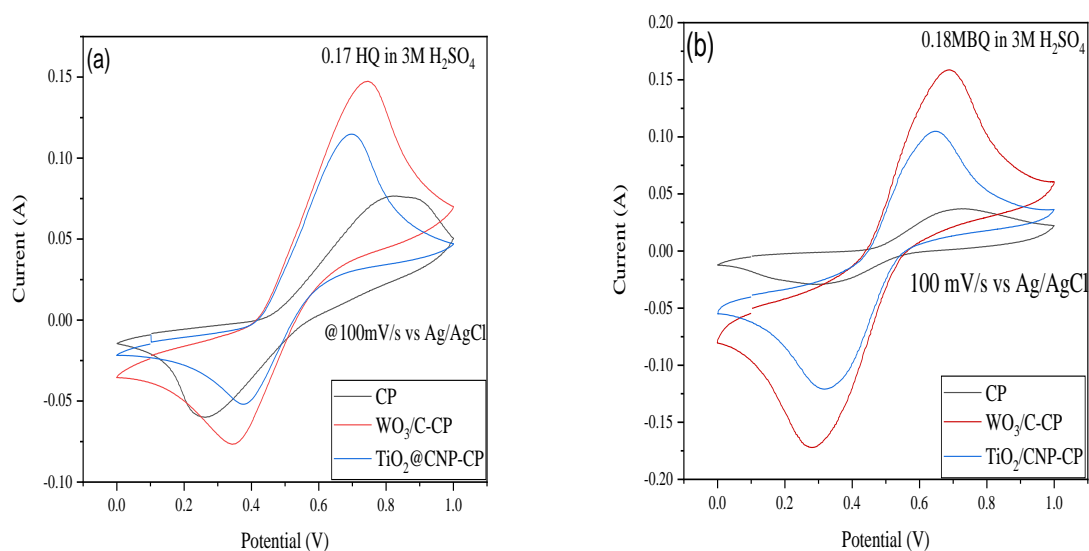 (a)
0.17 HQ in 3M H₂SO₄
0.15
0.10
0.05
0.00
-0.05
-0.10
Current (A)
@100mV/s vs Ag/AgCl
CP
WO₃/C-CP
TiO₂@CNP-CP
0.0 0.2 0.4 0.6 0.8 1.0
Potential (V)
(b)
0.18MBQ in 3M H₂SO₄
0.20
0.15
0.10
0.05
0.00
-0.05
-0.10
-0.15
-0.20
Current (A)
100 mV/s vs Ag/AgCl
CP
WO₃/C-CP
TiO₂/CNP-CP
0.0 0.2 0.4 0.6 0.8 1.0
Potential (V)